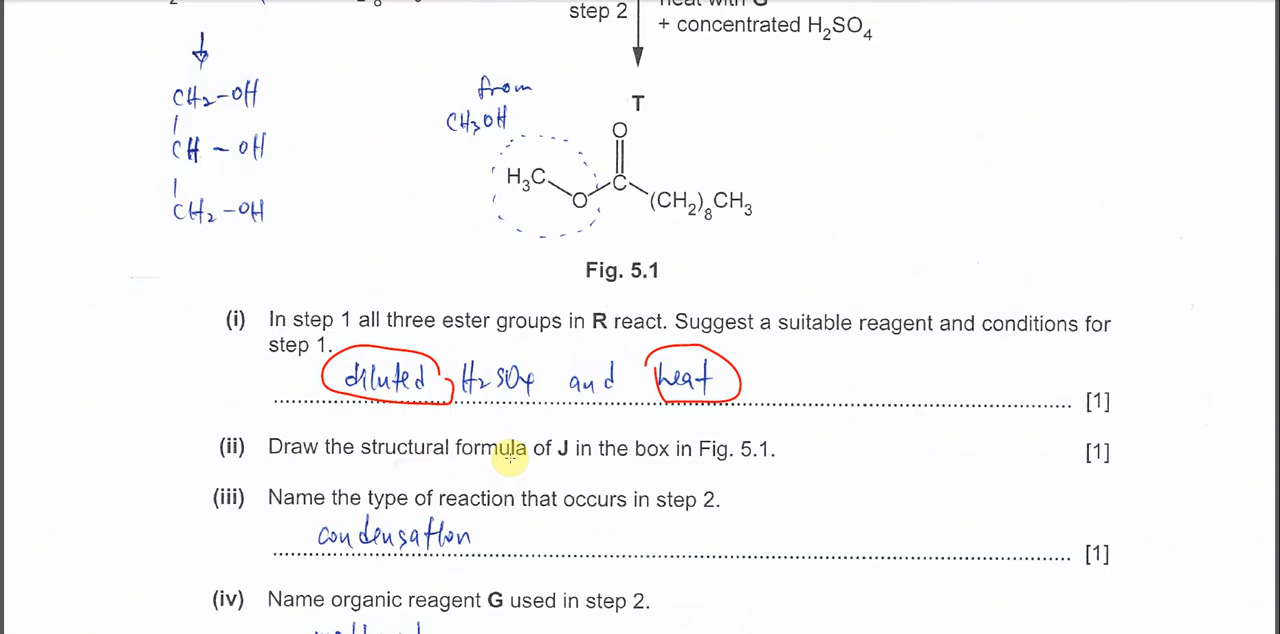 step 2
+ concentrated H2SO4
CH2-OH
from
CH3OH
T
CH - OH
O
H3C
C
O
(CH2)8CH3
CH2-OH
Fig. 5.1
(i) In step 1 all three ester groups in R react. Suggest a suitable reagent and conditions for
step 1.
diluted H2SO4 and heat
[1]
(ii) Draw the structural formula of J in the box in Fig. 5.1. [1]
(iii) Name the type of reaction that occurs in step 2.
condensation
[1]
(iv) Name organic reagent G used in step 2.